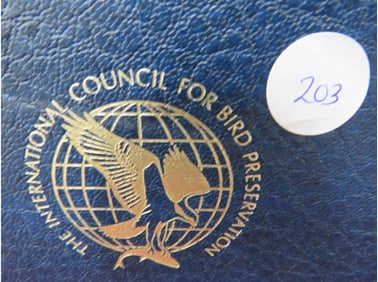 THE INTERNATIONAL COUNCIL FOR BIRD PRESERVATION
203